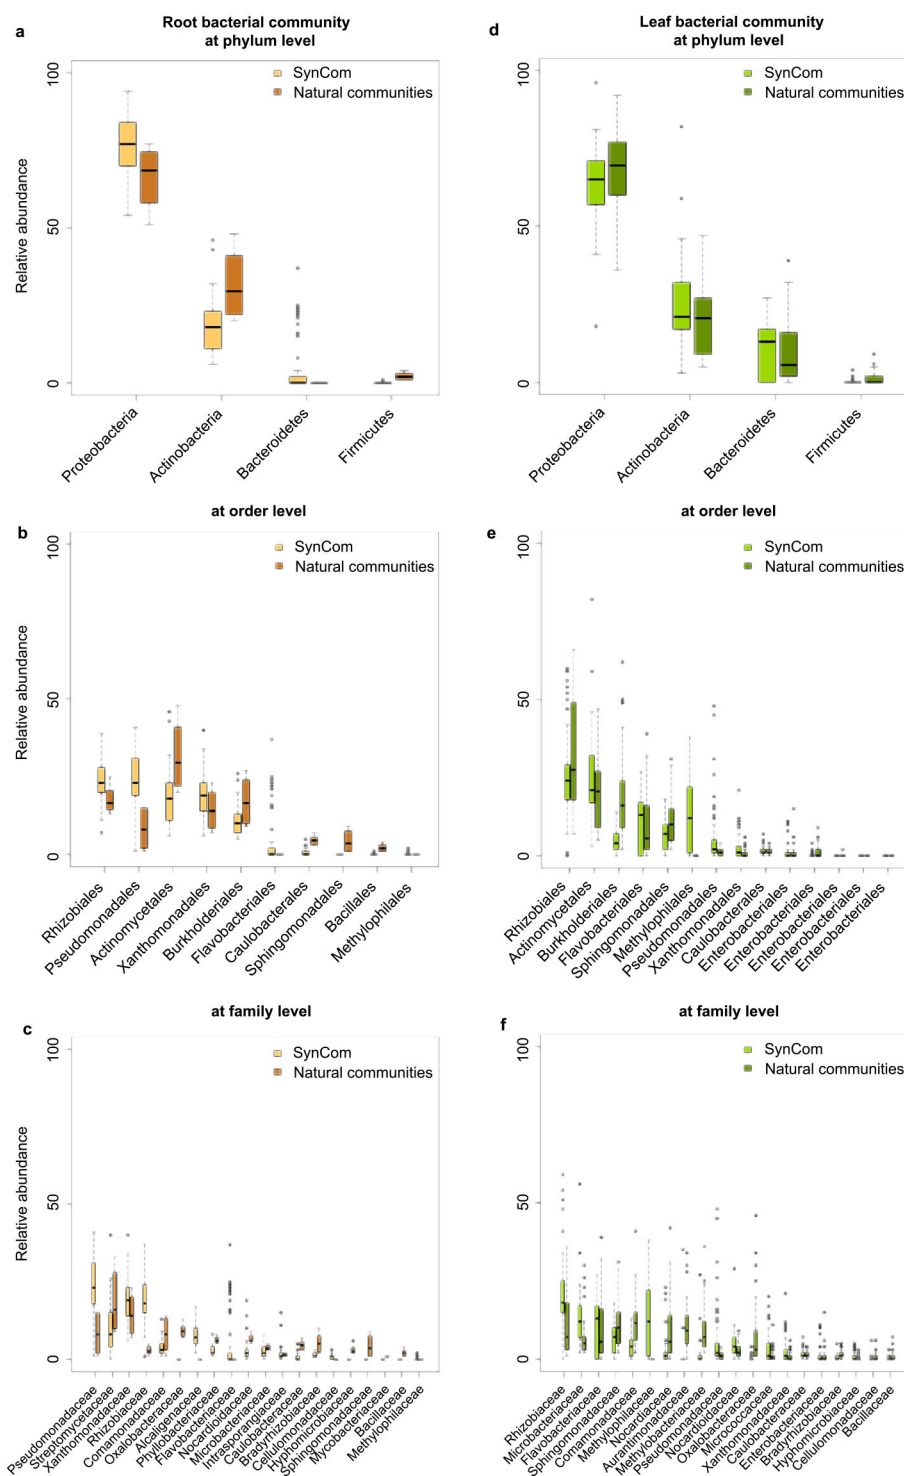 a
Root bacterial community
at phylum level
SynCom
Natural communities
Relative abundance
100
50
0
Proteobacteria
Actinobacteria
Bacteroidetes
Firmicutes
d
Leaf bacterial community
at phylum level
SynCom
Natural communities
100
50
0
Proteobacteria
Actinobacteria
Bacteroidetes
Firmicutes
b
at order level
SynCom
Natural communities
Relative abundance
100
50
0
Rhizobiales
Pseudomonadales
Actinomycetales
Xanthomonadales
Burkholderiales
Flavobacteriales
Caulobacterales
Sphingomonadales
Bacillales
Methylophilales
e
at order level
SynCom
Natural communities
100
50
0
Rhizobiales
Actinomycetales
Burkholderiales
Flavobacteriales
Sphingomonadales
Methylophilales
Pseudomonadales
Xanthomonadales
Caulobacterales
Enterobacteriales
Enterobacteriales
Enterobacteriales
Enterobacteriales
c
at family level
SynCom
Natural communities
Relative abundance
100
50
0
Pseudomonadaceae
Streptomycetaceae
Xanthomonadaceae
Rhizobiaceae
Comamonadaceae
Oxalobacteraceae
Alcaligenaceae
Phyllobacteriaceae
Flavobacteriaceae
Nocardioidaceae
Microbacteriaceae
Intrasporangiaceae
Caulobacteraceae
Bradyrhizobiaceae
Cellulomonadaceae
Hyphomicrobiaceae
Sphingomonadaceae
Mycobacteriaceae
Bacillaceae
Methylophilaceae
f
at family level
SynCom
Natural communities
100
50
0
Rhizobiaceae
Microbacteriaceae
Flavobacteriaceae
Sphingomonadaceae
Comamonadaceae
Methylophilaceae
Nocardiaceae
Aurantimonadaceae
Methylobacteriaceae
Pseudomonadaceae
Nocardioidaceae
Oxalobacteraceae
Micrococcaceae
Xanthomonadaceae
Caulobacteraceae
Enterobacteriaceae
Bradyrhizobiaceae
Hyphomicrobiaceae
Cellulomonadaceae
Bacillaceae